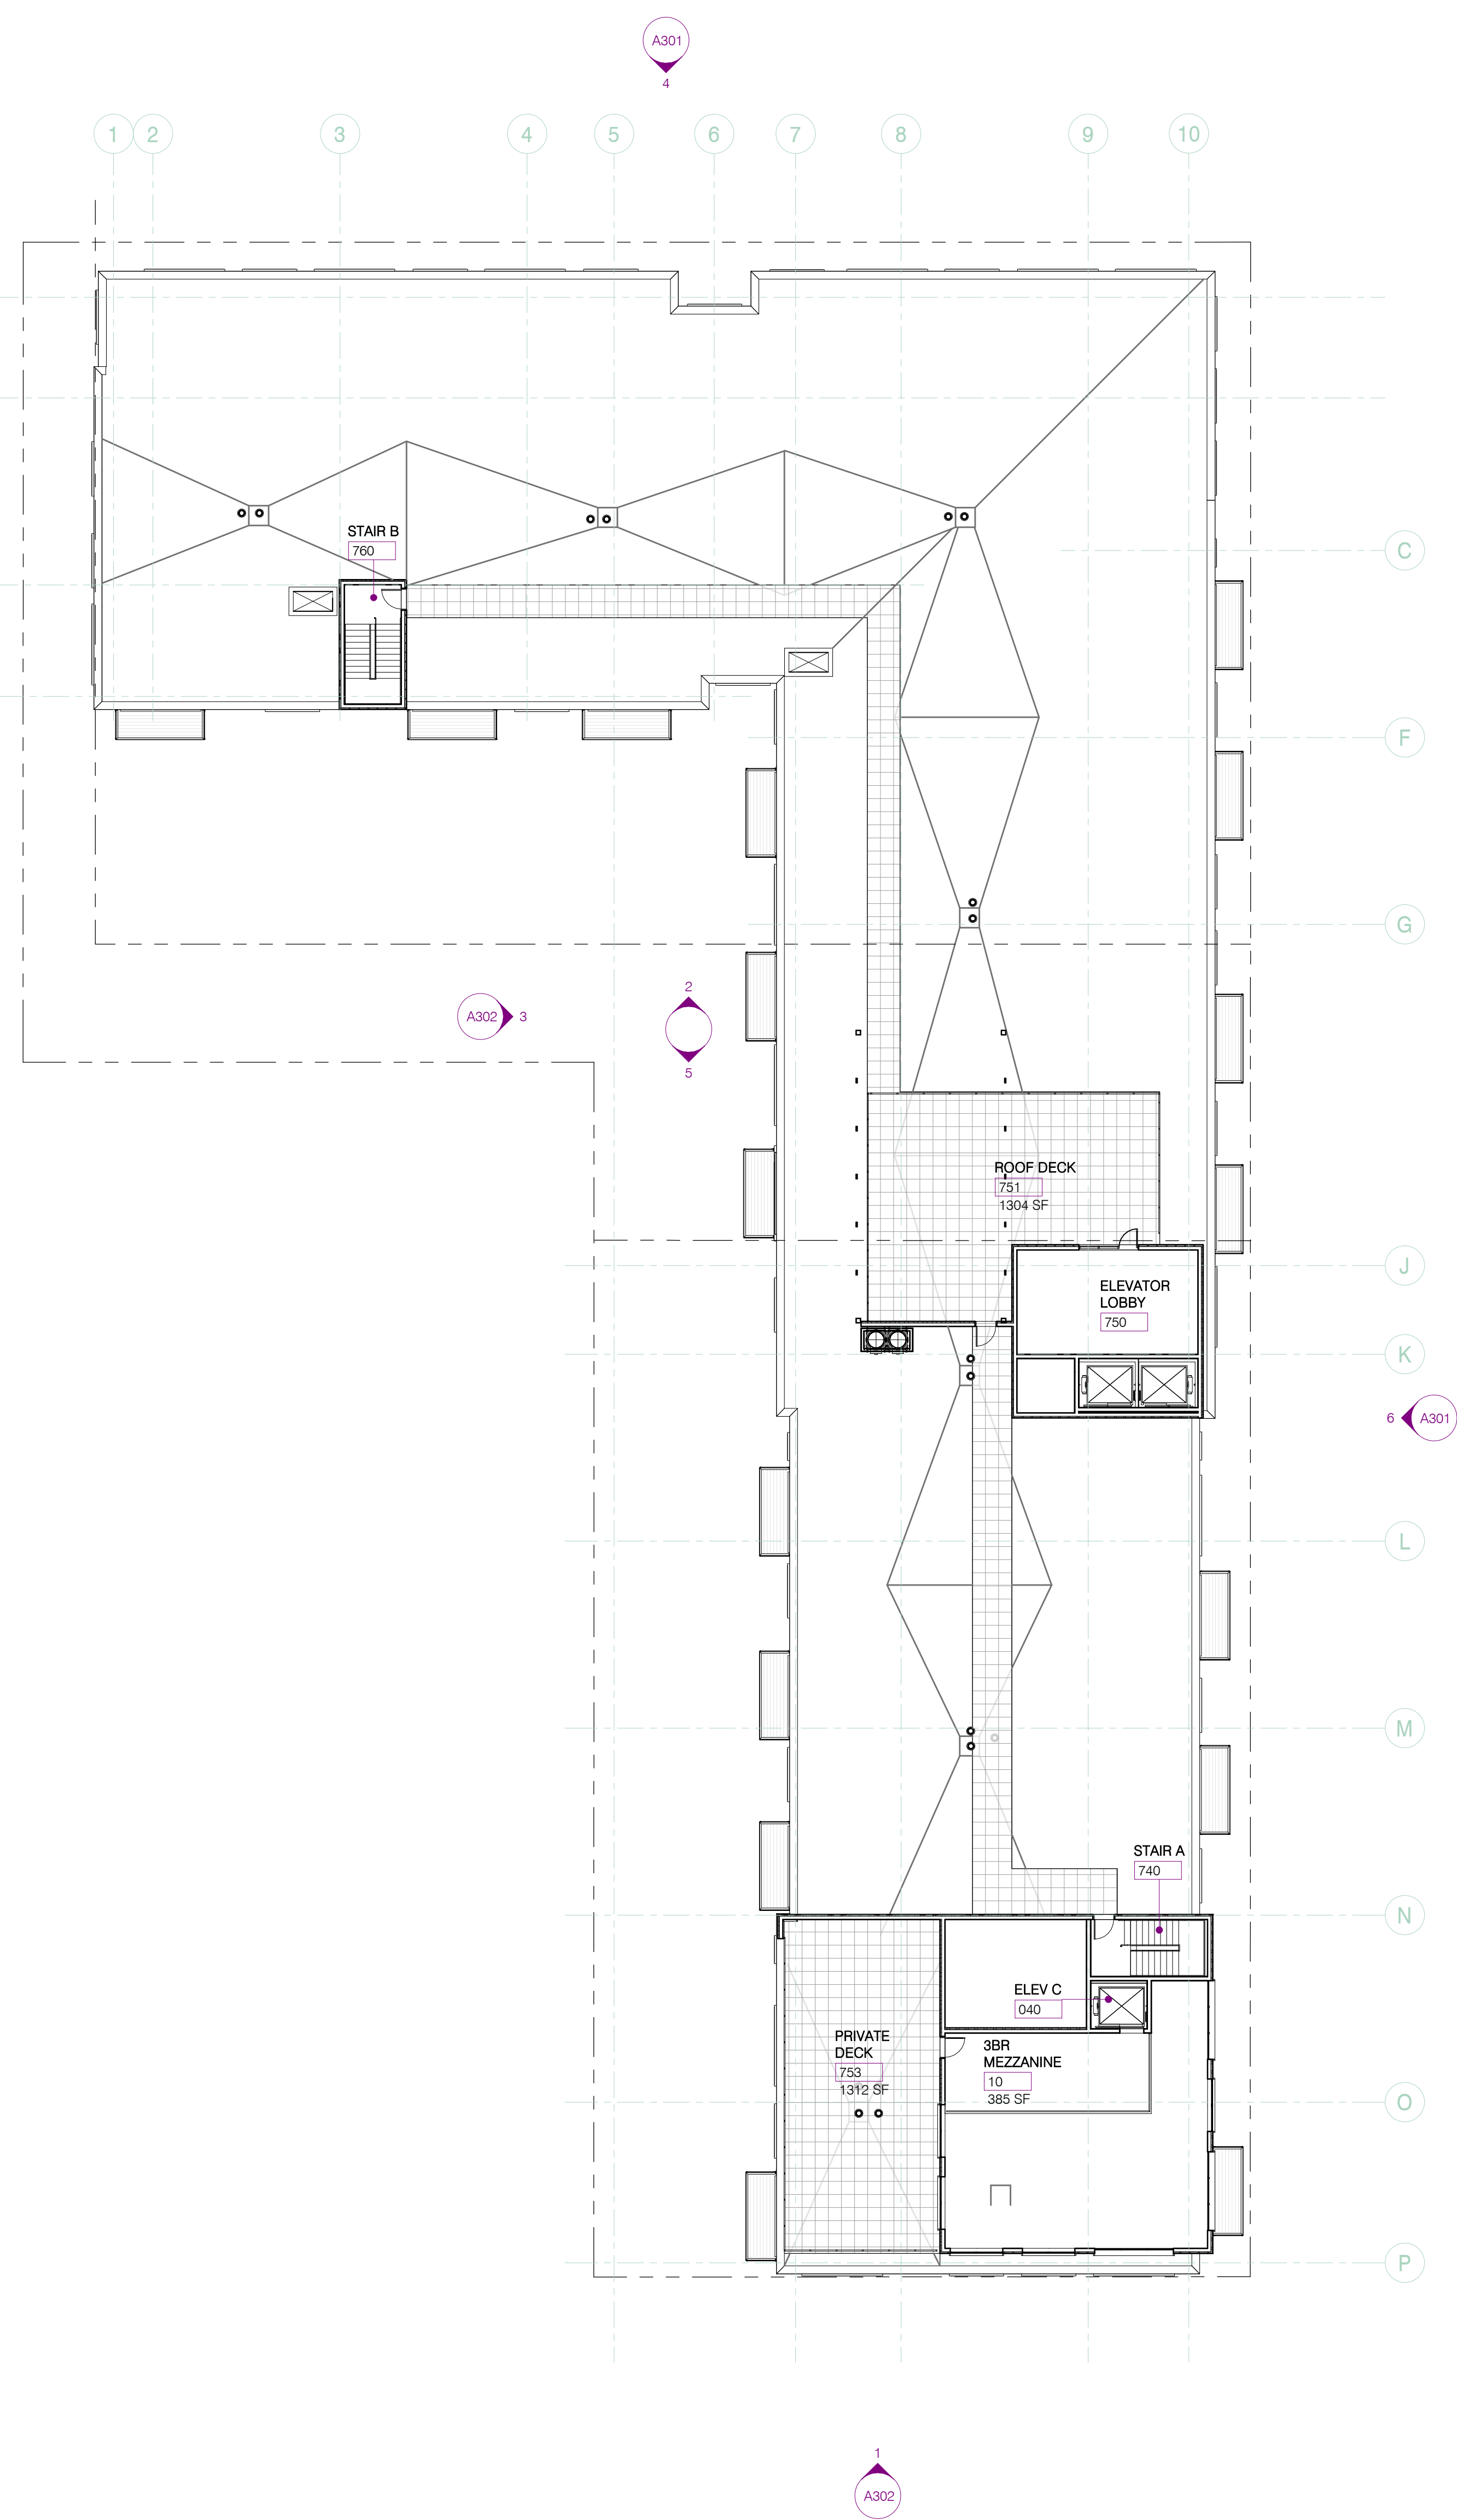 A301
4
1
2
3
4
5
6
7
8
9
10
STAIR B
760
C
F
G
2
A302
3
5
ROOF DECK
751
1304 SF
J
ELEVATOR
LOBBY
750
K
6
A301
L
M
STAIR A
740
N
ELEV C
040
PRIVATE
DECK
753
1312 SF
3BR
MEZZANINE
10
385 SF
O
P
1
A302